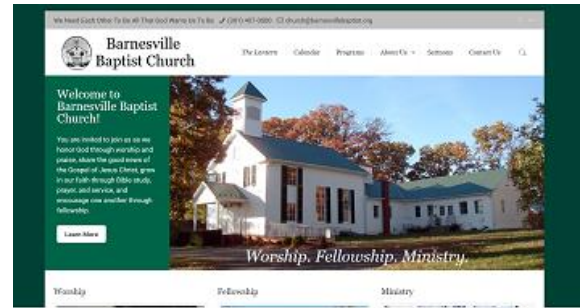 We Need Each Other To Be All That God Wants Us To Be
church@barnesvillebaptist.org
Barnesville
Baptist Church
The Lantern Calendar Programs About Us Sermons Contact Us
Welcome to
Barnesville Baptist
Church!
You are invited to join us as we
honor God through worship and
praise, share the good news of
the Gospel of Jesus Christ, grow
in our faith through Bible study,
prayer, and service, and
encourage one another through
fellowship.
Learn More
Worship. Fellowship. Ministry.
Worship Fellowship Ministry